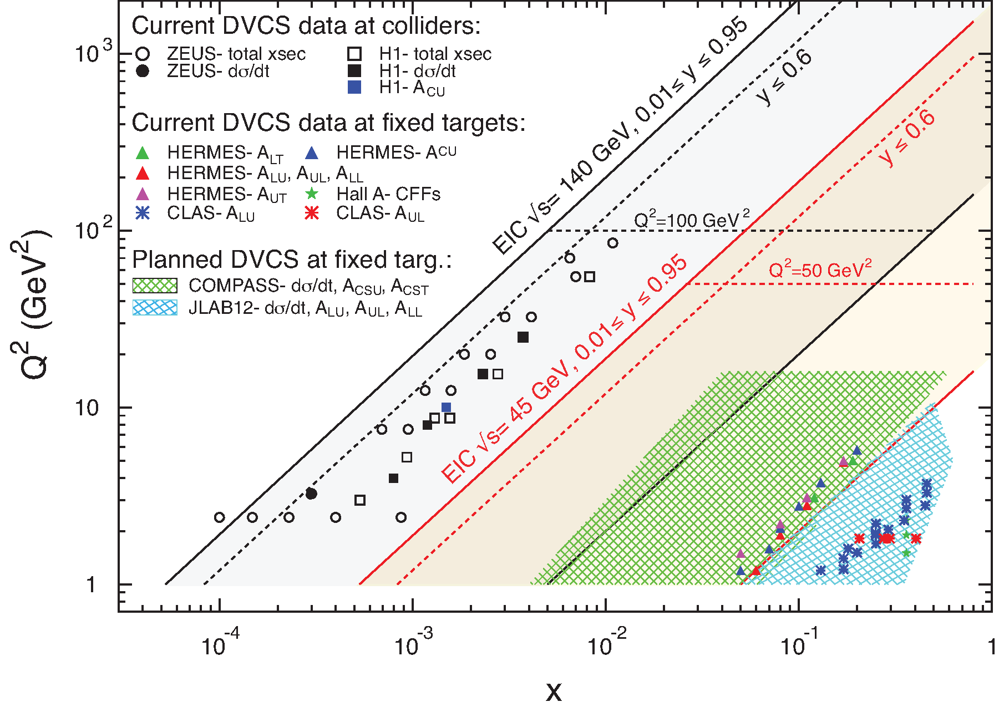 Current DVCS data at colliders:
ZEUS- total xsec
H1- total xsec
ZEUS- dσ/dt
H1- dσ/dt
H1- A_CU
Current DVCS data at fixed targets:
HERMES- A_LT
HERMES- ACU
HERMES- A_LU, A_UL, A_LL
HERMES- A_UT
Hall A- CFFs
CLAS- A_LU
CLAS- A_UL
Planned DVCS at fixed targ.:
COMPASS- dσ/dt, A_CSU, A_CST
JLAB12- dσ/dt, A_LU, A_UL, A_LL
EIC √s= 140 GeV, 0.01≤ y ≤ 0.95
y ≤ 0.6
y ≤ 0.6
Q²=100 GeV²
Q²=50 GeV²
EIC √s= 45 GeV, 0.01≤ y ≤ 0.95
Q² (GeV²)
10³
10²
10
1
10⁻⁴
10⁻³
10⁻²
10⁻¹
1
x